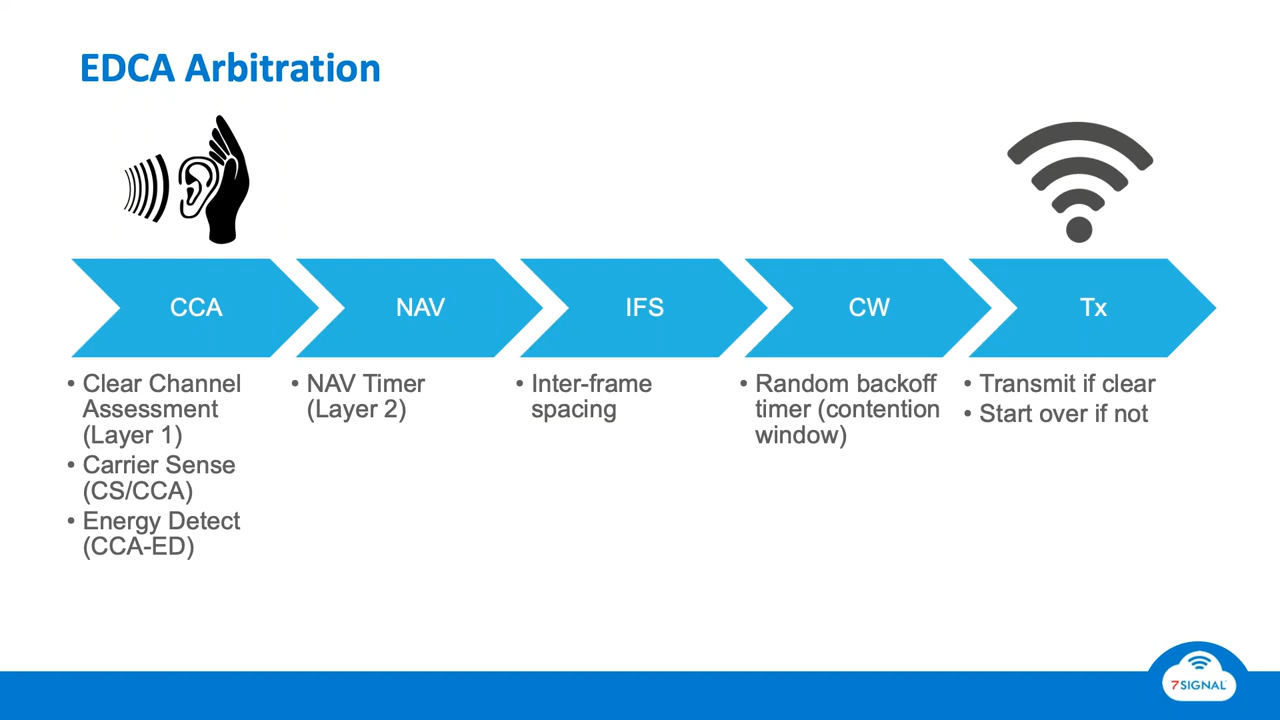 EDCA Arbitration
CCA
NAV
IFS
CW
Tx
• Clear Channel
Assessment
(Layer 1)
• Carrier Sense
(CS/CCA)
• Energy Detect
(CCA-ED)
• NAV Timer
(Layer 2)
• Inter-frame
spacing
• Random backoff
timer (contention
window)
• Transmit if clear
• Start over if not
7SIGNAL